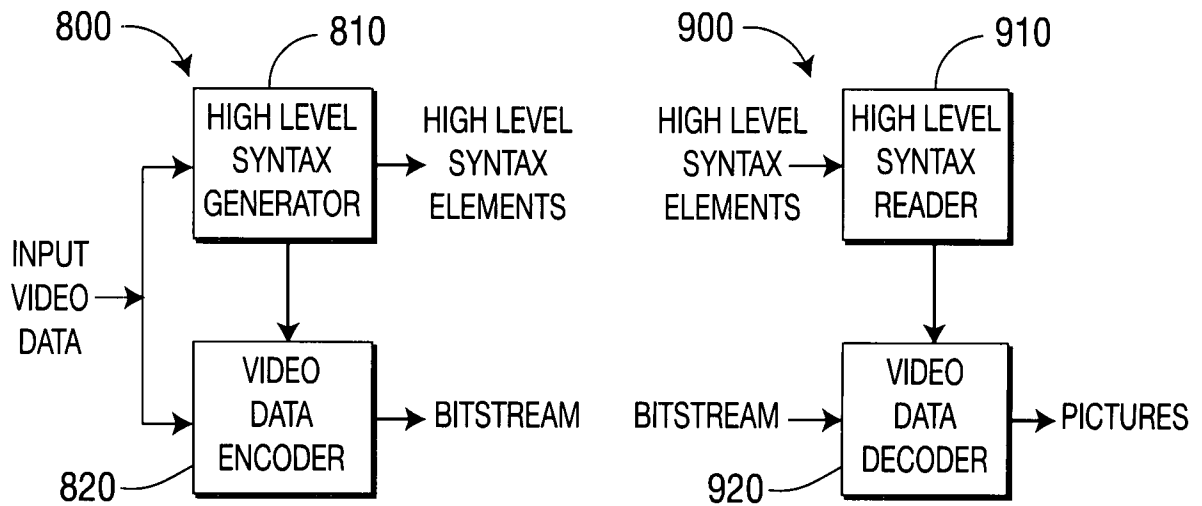 800
810
HIGH LEVEL
SYNTAX
GENERATOR
HIGH LEVEL
SYNTAX
ELEMENTS
INPUT
VIDEO
DATA
VIDEO
DATA
ENCODER
BITSTREAM
820
900
910
HIGH LEVEL
SYNTAX
ELEMENTS
HIGH LEVEL
SYNTAX
READER
BITSTREAM
VIDEO
DATA
DECODER
PICTURES
920